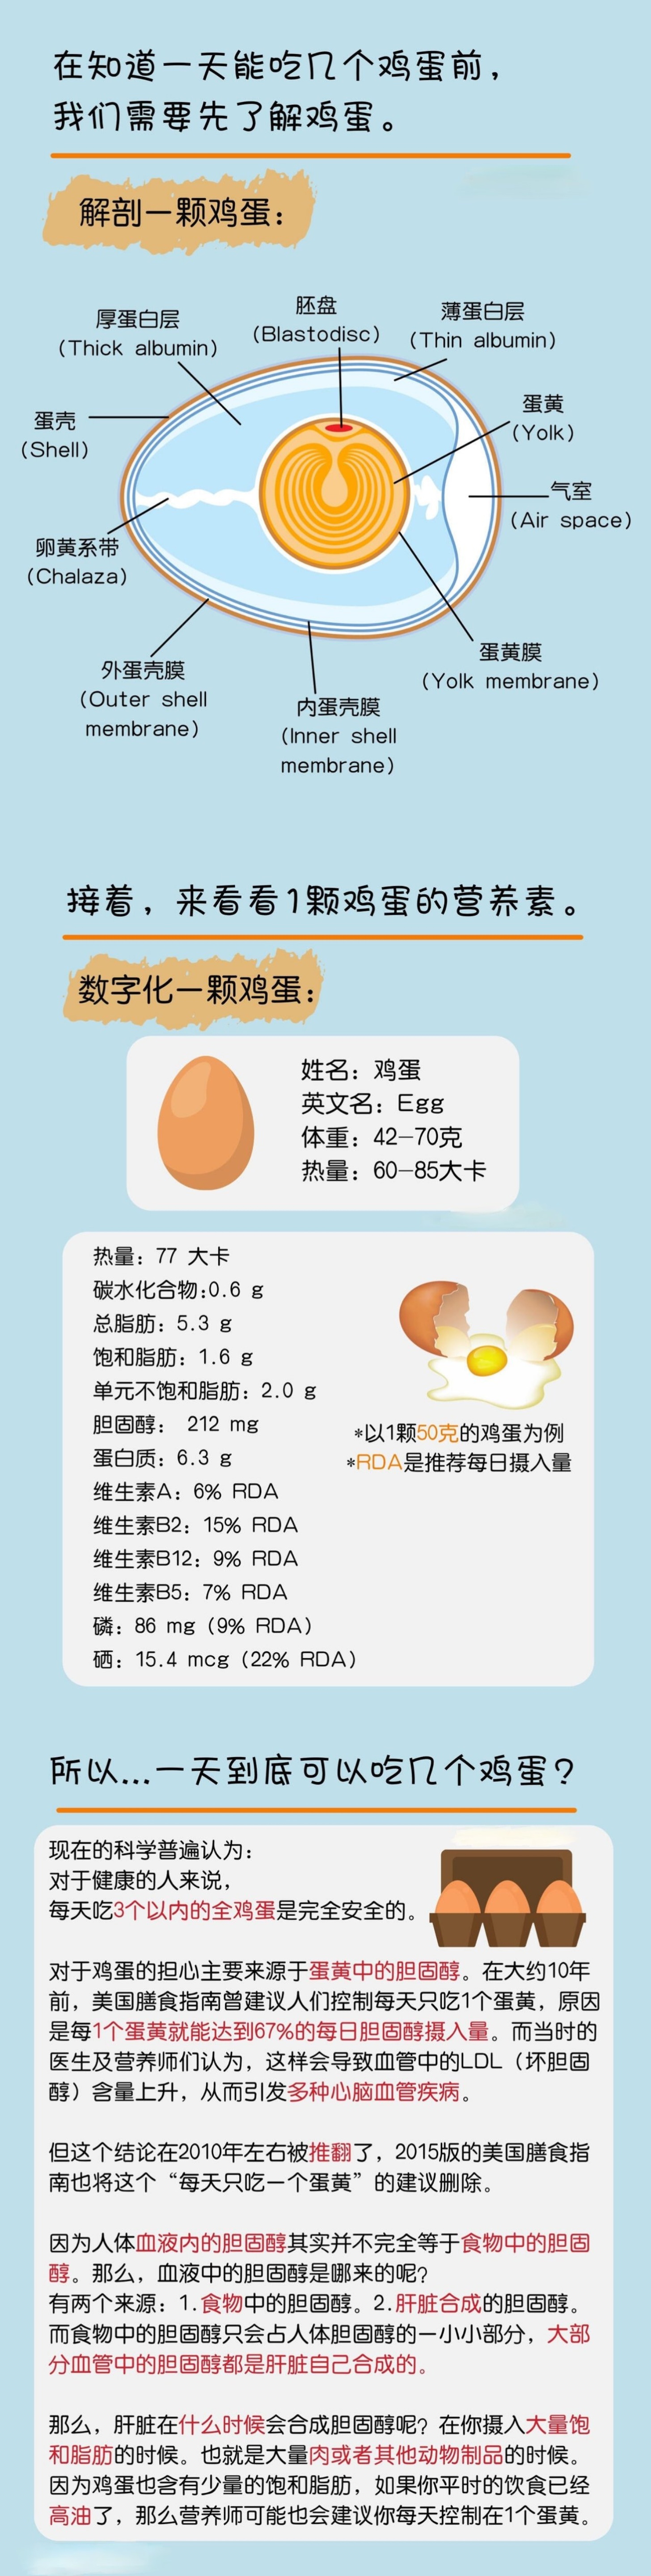 在知道一天能吃几个鸡蛋前，
我们需要先了解鸡蛋。
解剖一颗鸡蛋：
胚盘
(Blastodisc)
厚蛋白层
(Thick albumin)
薄蛋白层
(Thin albumin)
蛋壳
(Shell)
蛋黄
(Yolk)
气室
(Air space)
卵黄系带
(Chalaza)
外蛋壳膜
(Outer shell
membrane)
内蛋壳膜
(Inner shell
membrane)
蛋黄膜
(Yolk membrane)
接着，来看看1颗鸡蛋的营养素。
数字化一颗鸡蛋：
姓名：鸡蛋
英文名：Egg
体重：42-70克
热量：60-85大卡
热量：77 大卡
碳水化合物:0.6 g
总脂肪：5.3 g
饱和脂肪：1.6 g
单元不饱和脂肪：2.0 g
胆固醇： 212 mg
蛋白质：6.3 g
维生素A：6% RDA
维生素B2：15% RDA
维生素B12：9% RDA
维生素B5：7% RDA
磷：86 mg（9% RDA）
硒：15.4 mcg（22% RDA）
*以1颗50克的鸡蛋为例
*RDA是推荐每日摄入量
所以...一天到底可以吃几个鸡蛋？
现在的科学普遍认为：
对于健康的人来说，
每天吃3个以内的全鸡蛋是完全安全的。
对于鸡蛋的担心主要来源于蛋黄中的胆固醇。在大约10年
前，美国膳食指南曾建议人们控制每天只吃1个蛋黄，原因
是每1个蛋黄就能达到67%的每日胆固醇摄入量。而当时的
医生及营养师们认为，这样会导致血管中的LDL（坏胆固
醇）含量上升，从而引发多种心脑血管疾病。
但这个结论在2010年左右被推翻了，2015版的美国膳食指
南也将这个“每天只吃一个蛋黄”的建议删除。
因为人体血液内的胆固醇其实并不完全等于食物中的胆固
醇。那么，血液中的胆固醇是哪来的呢？
有两个来源：1.食物中的胆固醇。2.肝脏合成的胆固醇。
而食物中的胆固醇只会占人体胆固醇的一小小部分，大部
分血管中的胆固醇都是肝脏自己合成的。
那么，肝脏在什么时候会合成胆固醇呢？在你摄入大量饱
和脂肪的时候。也就是大量肉或者其他动物制品的时候。
因为鸡蛋也含有少量的饱和脂肪，如果你平时的饮食已经
高油了，那么营养师可能也会建议你每天控制在1个蛋黄。